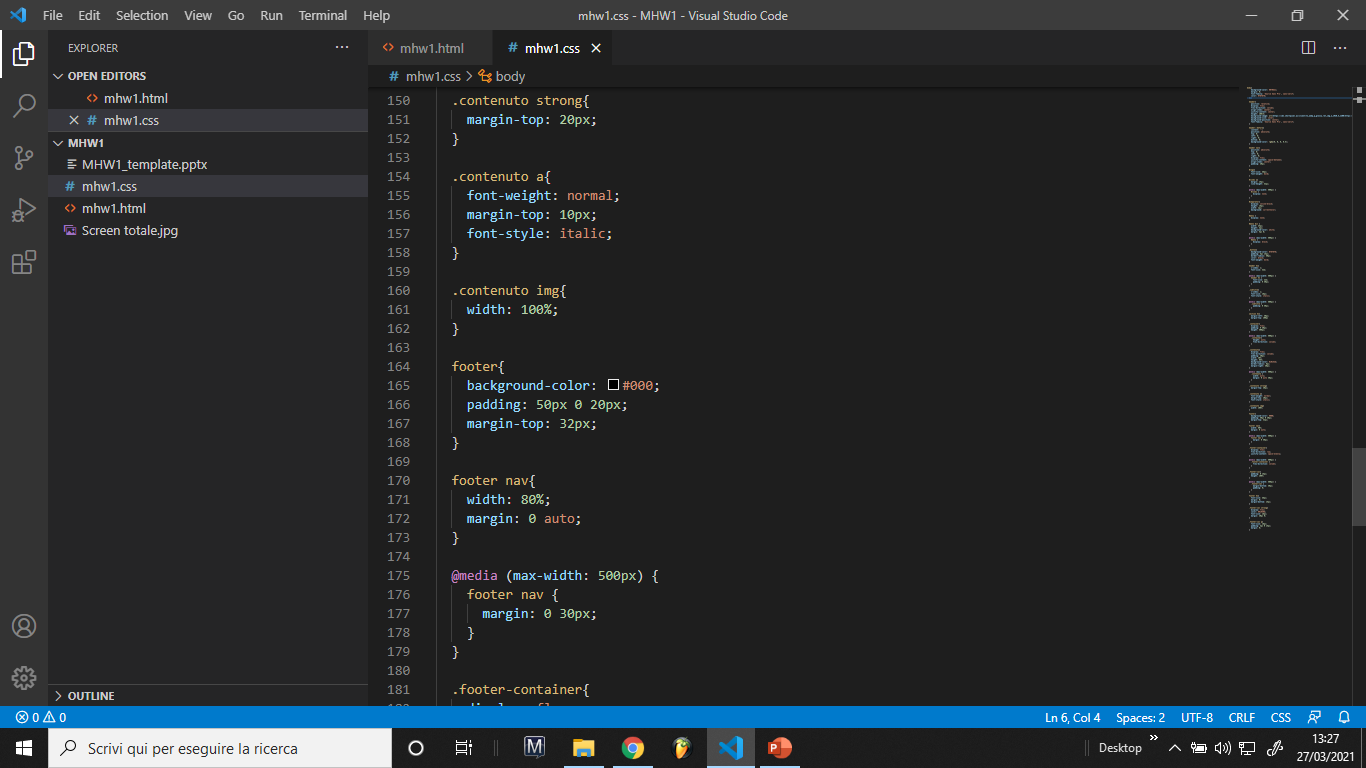 File Edit Selection View Go Run Terminal Help
mhw1.css - MHW1 - Visual Studio Code
EXPLORER
OPEN EDITORS
mhw1.html
# mhw1.css
MHW1
MHW1_template.pptx
# mhw1.css
mhw1.html
Screen totale.jpg
OUTLINE
mhw1.html # mhw1.css
# mhw1.css > body
150 .contenuto strong{
151 margin-top: 20px;
152 }
153
154 .contenuto a{
155 font-weight: normal;
156 margin-top: 10px;
157 font-style: italic;
158 }
159
160 .contenuto img{
161 width: 100%;
162 }
163
164 footer{
165 background-color: #000;
166 padding: 50px 0 20px;
167 margin-top: 32px;
168 }
169
170 footer nav{
171 width: 80%;
172 margin: 0 auto;
173 }
174
175 @media (max-width: 500px) {
176 footer nav {
177 margin: 0 30px;
178 }
179 }
180
181 .footer-container{
0 0 Ln 6, Col 4 Spaces: 2 UTF-8 CRLF CSS
Scrivi qui per eseguire la ricerca
M
P
Desktop
13:27
27/03/2021